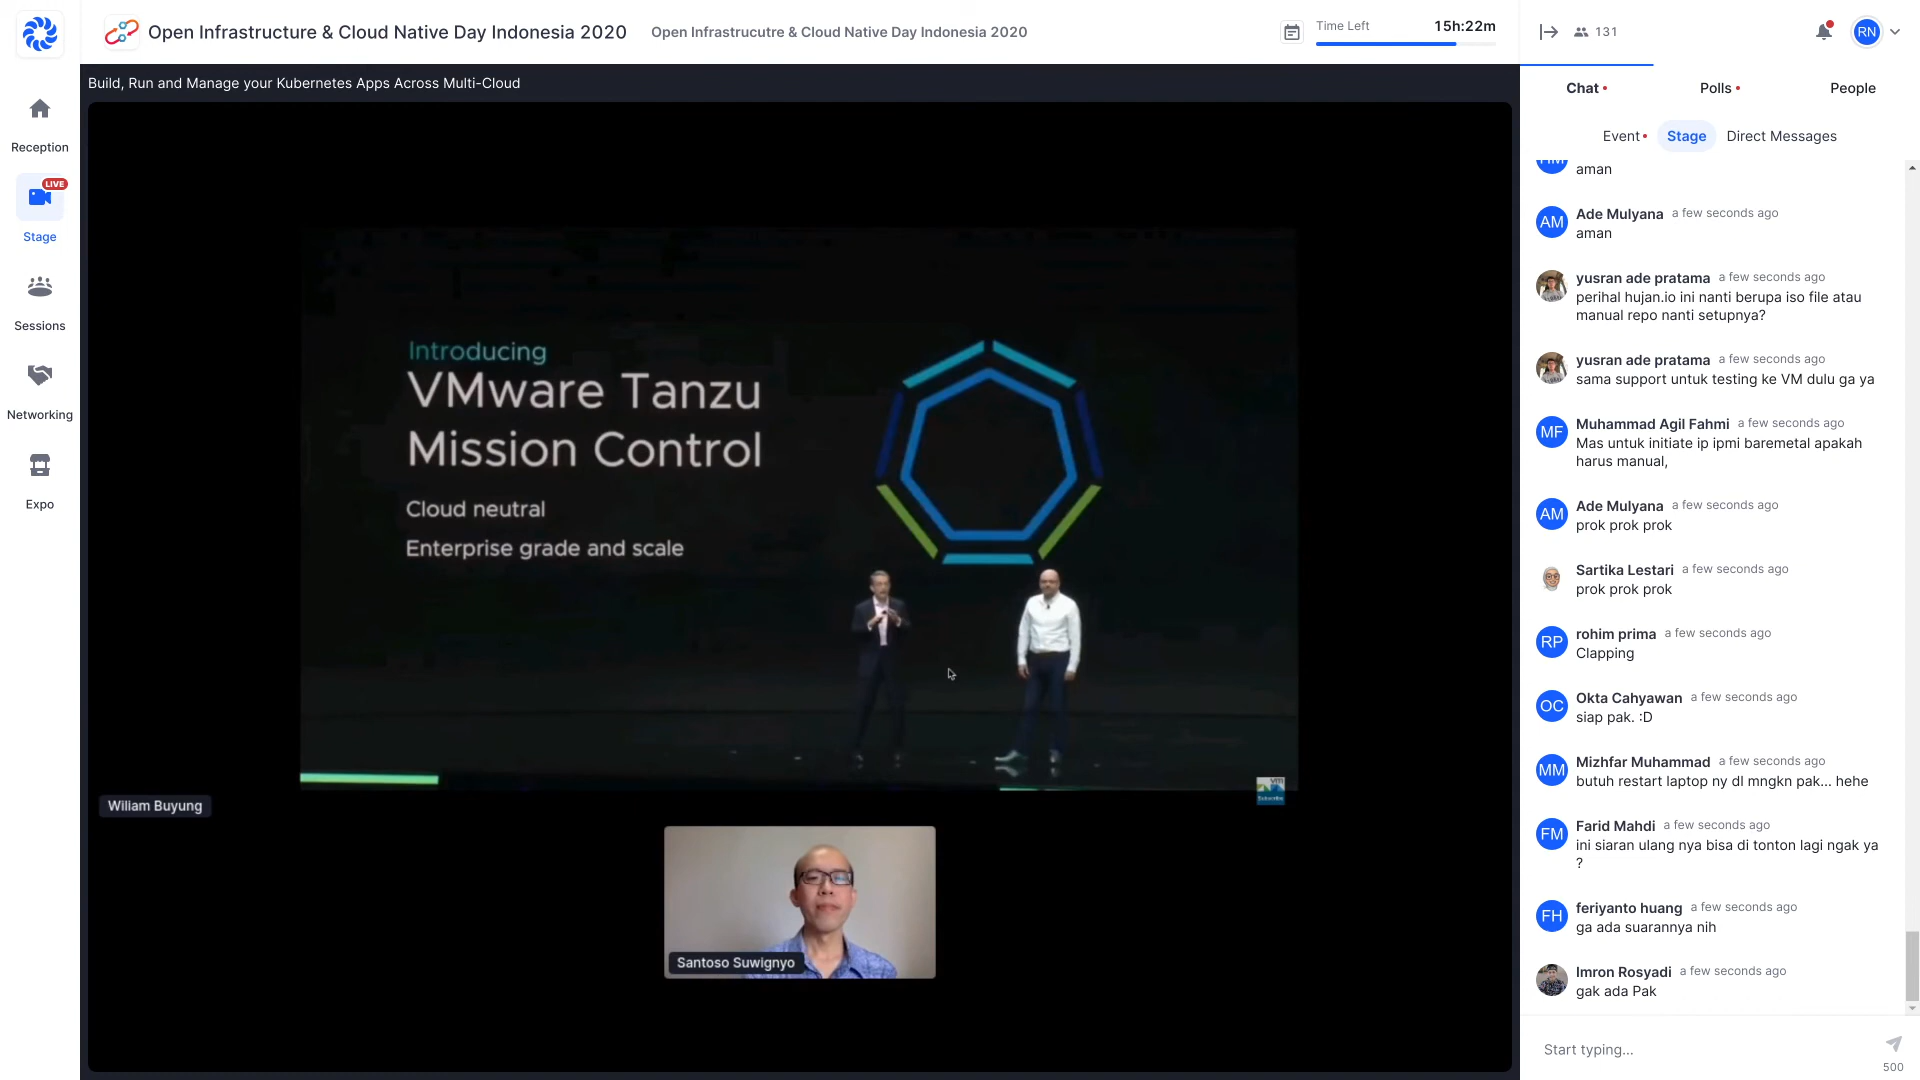 Open Infrastructure & Cloud Native Day Indonesia 2020
Open Infrastrucutre & Cloud Native Day Indonesia 2020
Time Left
15h:22m
131
RN
Reception
LIVE
Stage
Sessions
Networking
Expo
Build, Run and Manage your Kubernetes Apps Across Multi-Cloud
Introducing
VMware Tanzu
Mission Control
Cloud neutral
Enterprise grade and scale
vm
Subscribe
Wiliam Buyung
Santoso Suwignyo
Chat
Polls
People
Event
Stage
Direct Messages
aman
AM
Ade Mulyana a few seconds ago
aman
yusran ade pratama a few seconds ago
perihal hujan.io ini nanti berupa iso file atau
manual repo nanti setupnya?
yusran ade pratama a few seconds ago
sama support untuk testing ke VM dulu ga ya
MF
Muhammad Agil Fahmi a few seconds ago
Mas untuk initiate ip ipmi baremetal apakah
harus manual,
AM
Ade Mulyana a few seconds ago
prok prok prok
Sartika Lestari a few seconds ago
prok prok prok
RP
rohim prima a few seconds ago
Clapping
OC
Okta Cahyawan a few seconds ago
siap pak. :D
MM
Mizhfar Muhammad a few seconds ago
butuh restart laptop ny dl mngkn pak... hehe
FM
Farid Mahdi a few seconds ago
ini siaran ulang nya bisa di tonton lagi ngak ya
?
FH
feriyanto huang a few seconds ago
ga ada suarannya nih
Imron Rosyadi a few seconds ago
gak ada Pak
Start typing...
500